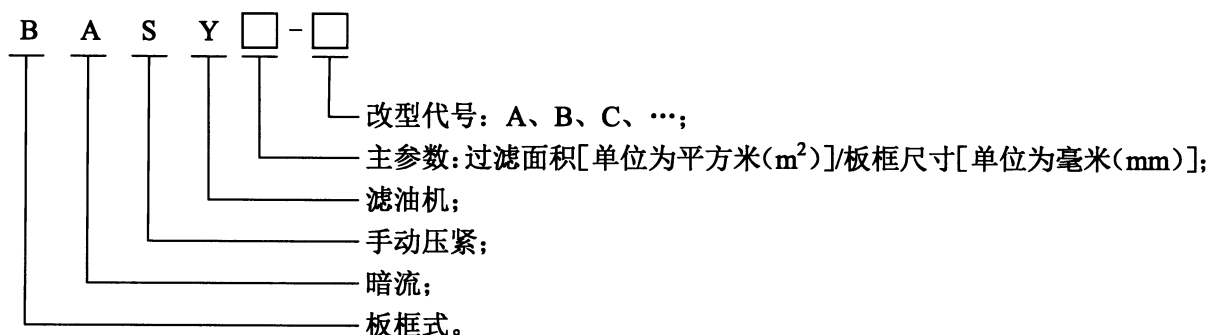 B A S Y □-□
改型代号：A、B、C、…；
主参数：过滤面积[单位为平方米(m²)]/板框尺寸[单位为毫米(mm)]；
滤油机；
手动压紧；
暗流；
板框式。